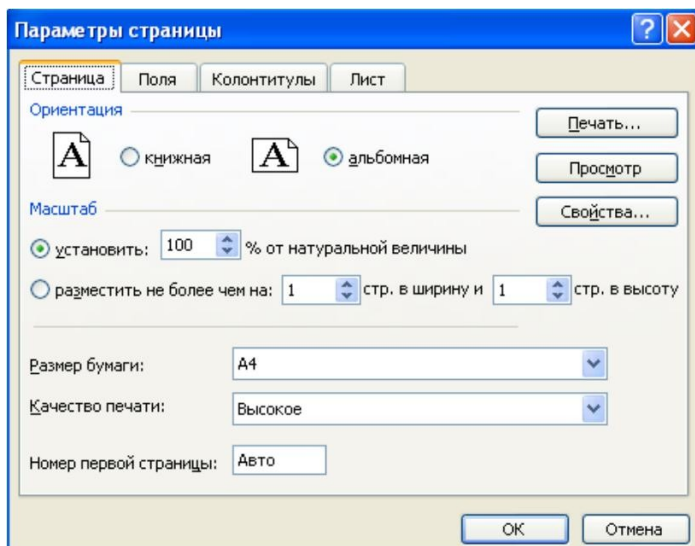 Параметры страницы
Страница Поля Колонтитулы Лист
Ориентация
A книжная A альбомная
Печать...
Просмотр
Масштаб
Свойства...
установить: 100 % от натуральной величины
разместить не более чем на: 1 стр. в ширину и 1 стр. в высоту
Размер бумаги: A4
Качество печати: Высокое
Номер первой страницы: Авто
ОК Отмена